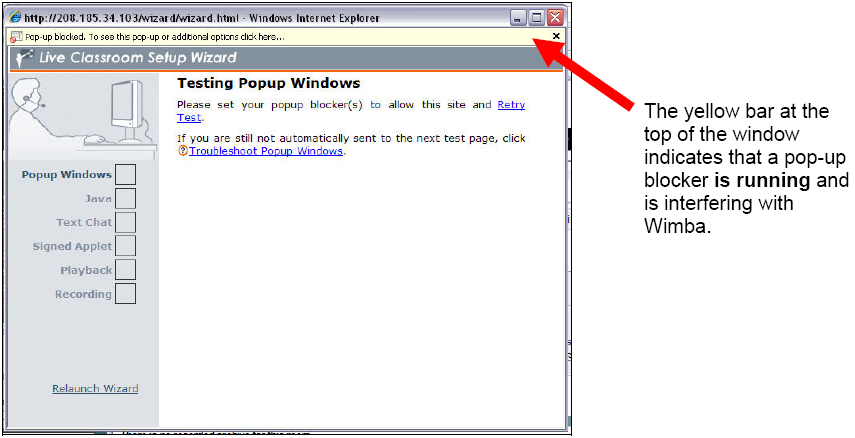 http://208.185.34.103/wizard/wizard.html - Windows Internet Explorer
Pop-up blocked. To see this pop-up or additional options click here...
Live Classroom Setup Wizard
Testing Popup Windows
Please set your popup blocker(s) to allow this site and Retry
Test.
If you are still not automatically sent to the next test page, click
Troubleshoot Popup Windows.
Popup Windows
Java
Text Chat
Signed Applet
Playback
Recording
Relaunch Wizard
The yellow bar at the
top of the window
indicates that a pop-up
blocker is running and
is interfering with
Wimba.